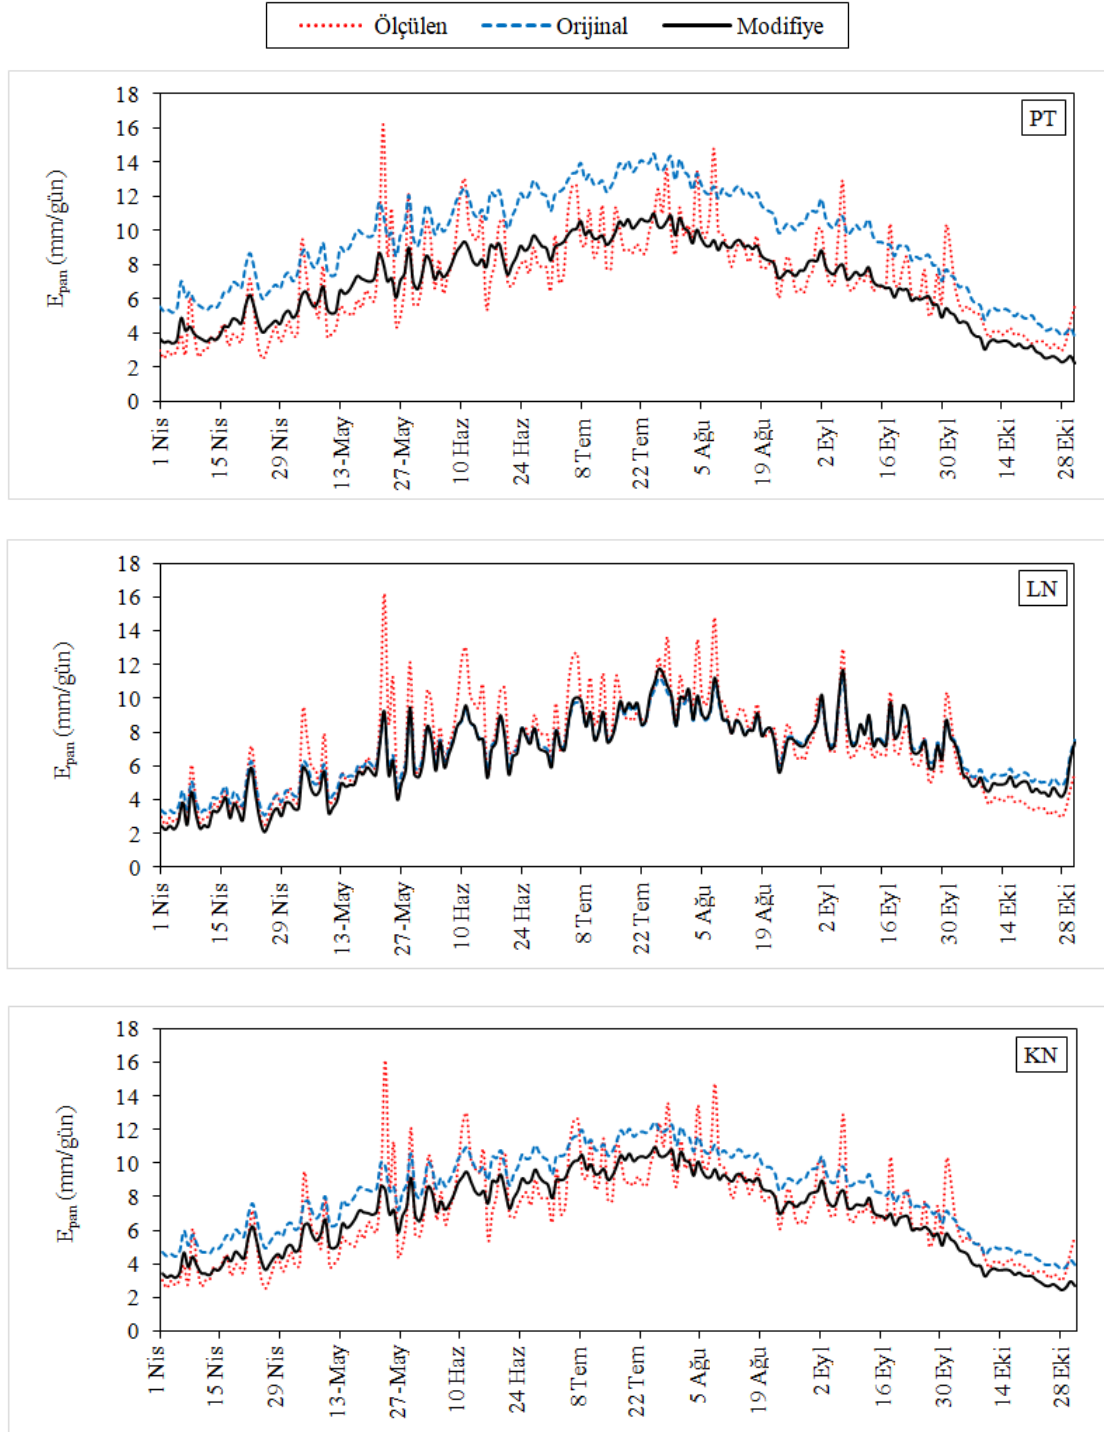 Ölçülen Orijinal Modifiye
PT
E_pan (mm/gün)
18
16
14
12
10
8
6
4
2
0
1 Nis
15 Nis
29 Nis
13-May
27-May
10 Haz
24 Haz
8 Tem
22 Tem
5 Ağu
19 Ağu
2 Eyl
16 Eyl
30 Eyl
14 Eki
28 Eki
LN
E_pan (mm/gün)
18
16
14
12
10
8
6
4
2
0
1 Nis
15 Nis
29 Nis
13-May
27-May
10 Haz
24 Haz
8 Tem
22 Tem
5 Ağu
19 Ağu
2 Eyl
16 Eyl
30 Eyl
14 Eki
28 Eki
KN
E_pan (mm/gün)
18
16
14
12
10
8
6
4
2
0
1 Nis
15 Nis
29 Nis
13-May
27-May
10 Haz
24 Haz
8 Tem
22 Tem
5 Ağu
19 Ağu
2 Eyl
16 Eyl
30 Eyl
14 Eki
28 Eki